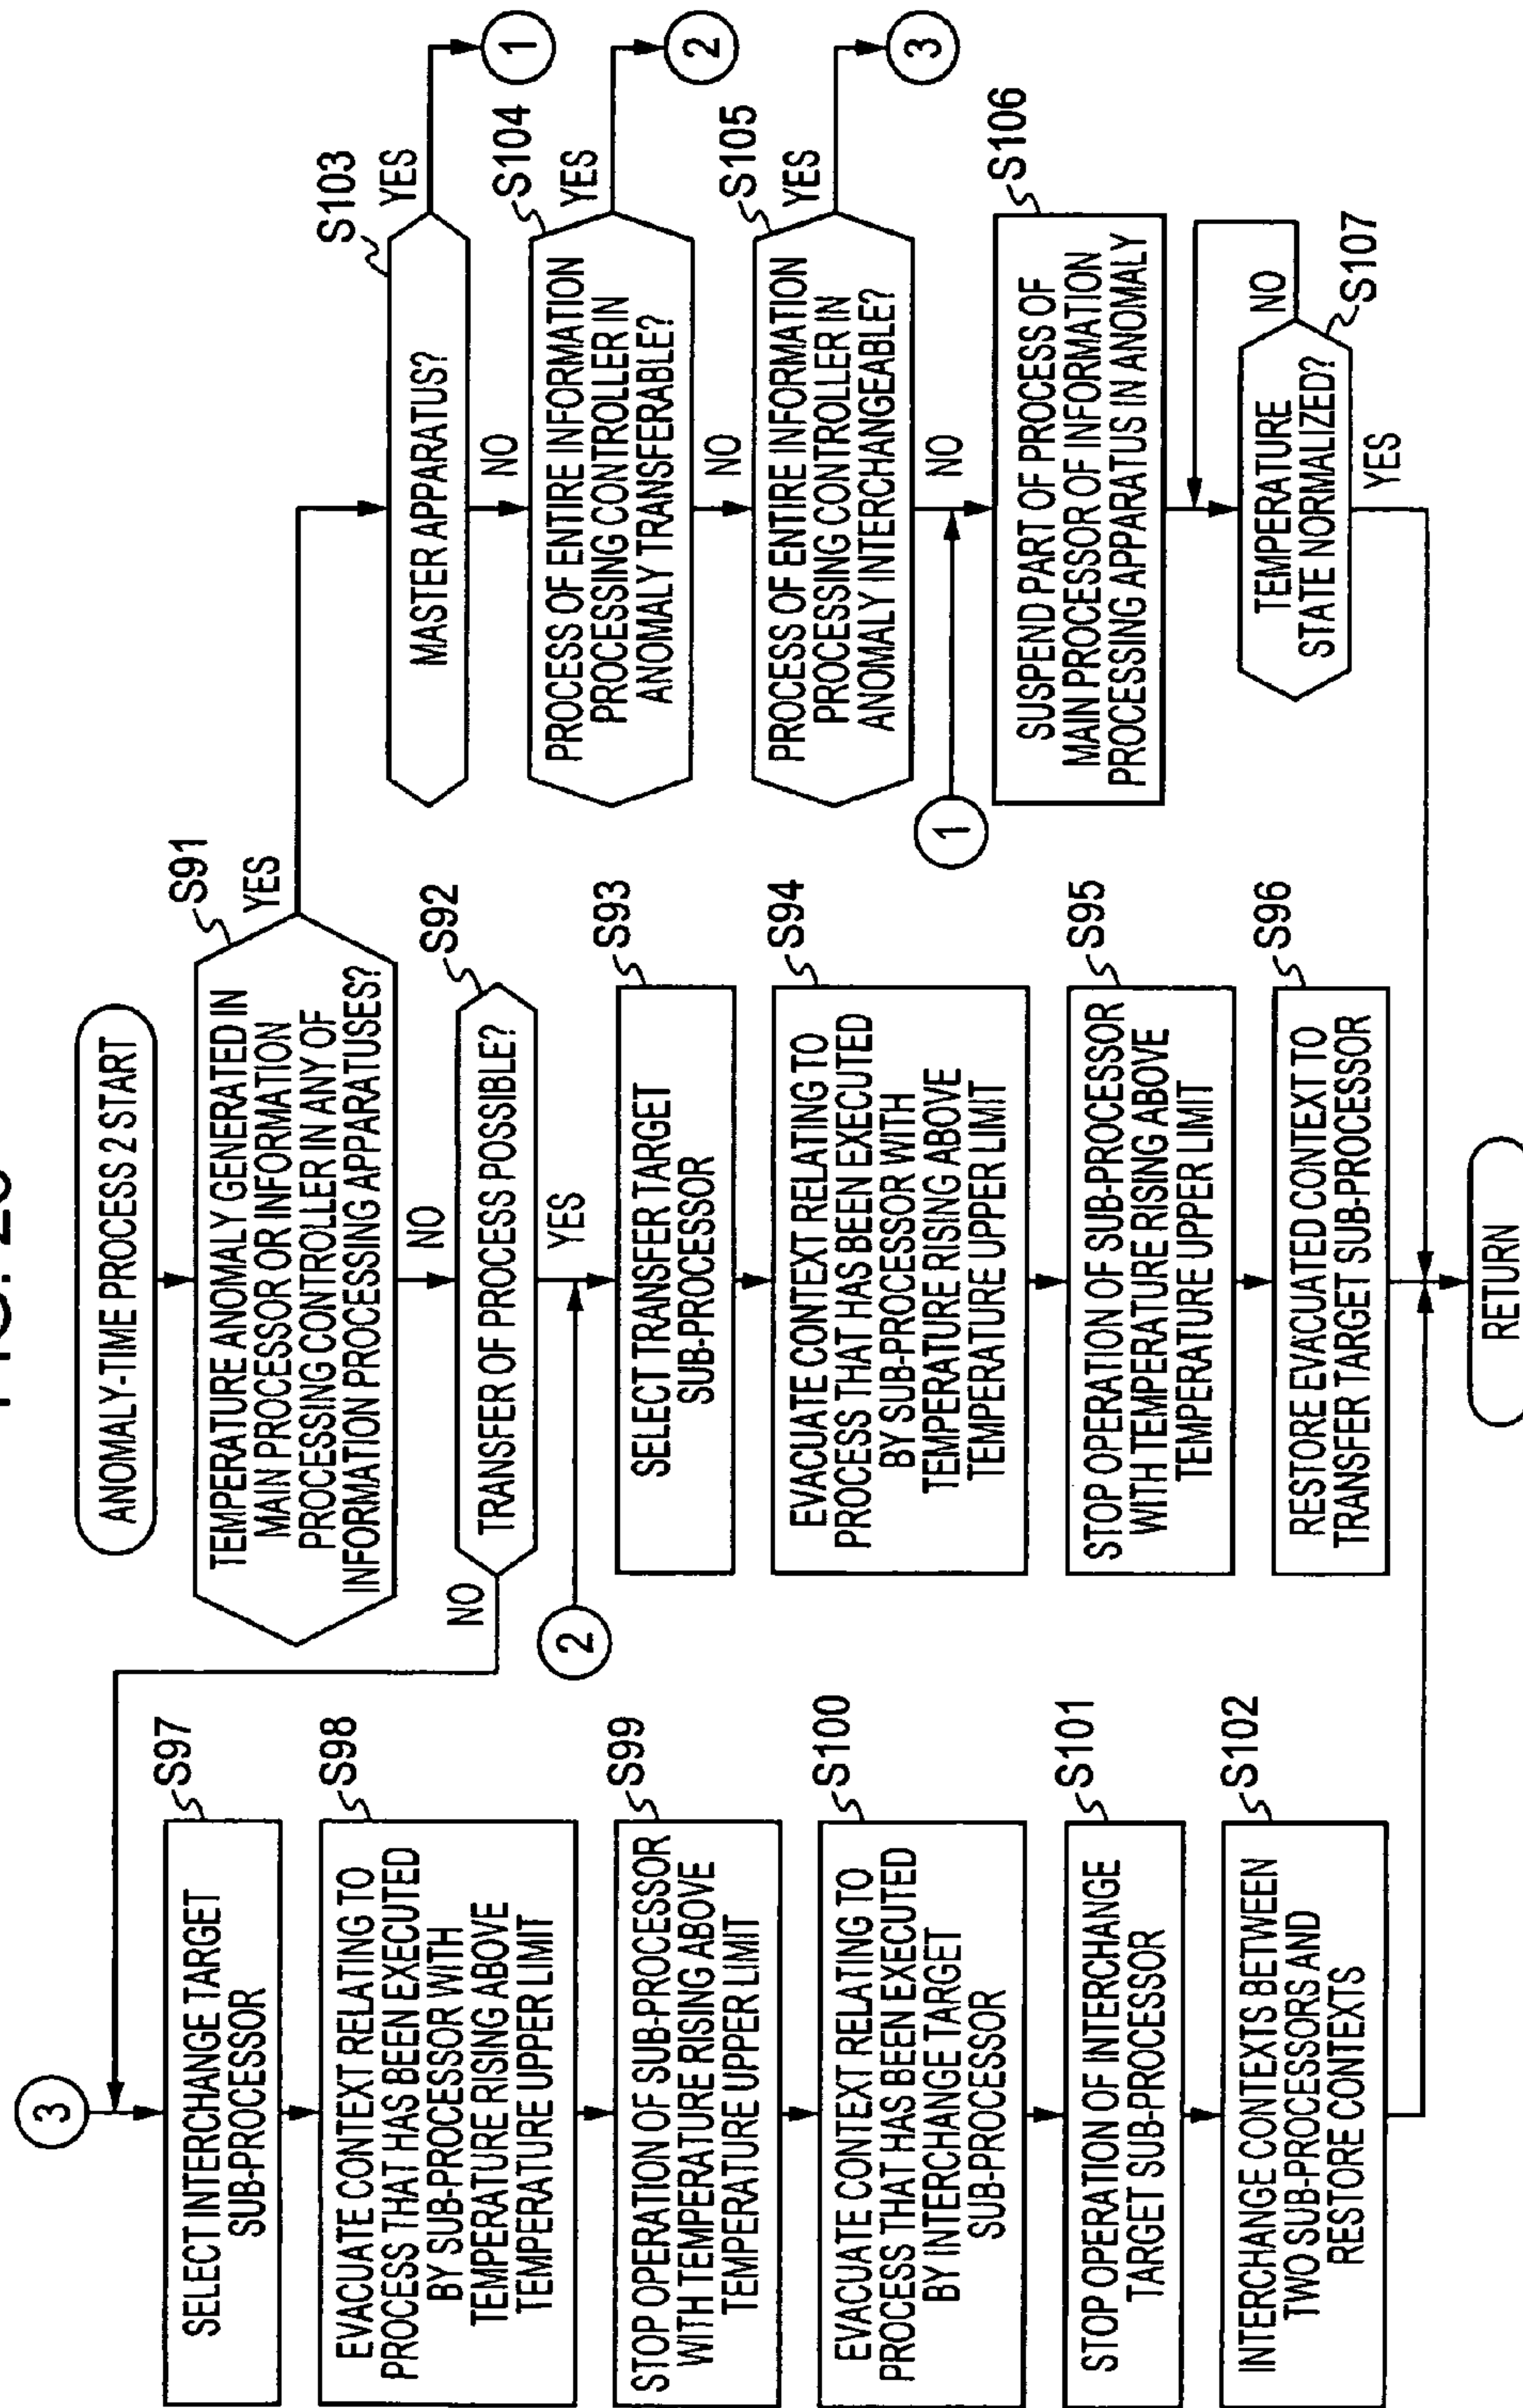 ANOMALY-TIME PROCESS 2 START
S91
TEMPERATURE ANOMALY GENERATED IN
MAIN PROCESSOR OR INFORMATION
PROCESSING CONTROLLER IN ANY OF
INFORMATION PROCESSING APPARATUSES?
YES
NO
S92
TRANSFER OF PROCESS POSSIBLE?
NO
YES
2
S93
SELECT TRANSFER TARGET
SUB-PROCESSOR
S94
EVACUATE CONTEXT RELATING TO
PROCESS THAT HAS BEEN EXECUTED
BY SUB-PROCESSOR WITH
TEMPERATURE RISING ABOVE
TEMPERATURE UPPER LIMIT
S95
STOP OPERATION OF SUB-PROCESSOR
WITH TEMPERATURE RISING ABOVE
TEMPERATURE UPPER LIMIT
S96
RESTORE EVACUATED CONTEXT TO
TRANSFER TARGET SUB-PROCESSOR
3
S97
SELECT INTERCHANGE TARGET
SUB-PROCESSOR
S98
EVACUATE CONTEXT RELATING TO
PROCESS THAT HAS BEEN EXECUTED
BY SUB-PROCESSOR WITH
TEMPERATURE RISING ABOVE
TEMPERATURE UPPER LIMIT
S99
STOP OPERATION OF SUB-PROCESSOR
WITH TEMPERATURE RISING ABOVE
TEMPERATURE UPPER LIMIT
S100
EVACUATE CONTEXT RELATING TO
PROCESS THAT HAS BEEN EXECUTED
BY INTERCHANGE TARGET
SUB-PROCESSOR
S101
STOP OPERATION OF INTERCHANGE
TARGET SUB-PROCESSOR
S102
INTERCHANGE CONTEXTS BETWEEN
TWO SUB-PROCESSORS AND
RESTORE CONTEXTS
S103
MASTER APPARATUS?
YES
1
NO
S104
PROCESS OF ENTIRE INFORMATION
PROCESSING CONTROLLER IN
ANOMALY TRANSFERABLE?
YES
2
NO
S105
PROCESS OF ENTIRE INFORMATION
PROCESSING CONTROLLER IN
ANOMALY INTERCHANGEABLE?
YES
3
NO
1
S106
SUSPEND PART OF PROCESS OF
MAIN PROCESSOR OF INFORMATION
PROCESSING APPARATUS IN ANOMALY
S107
TEMPERATURE
STATE NORMALIZED?
NO
YES
RETURN